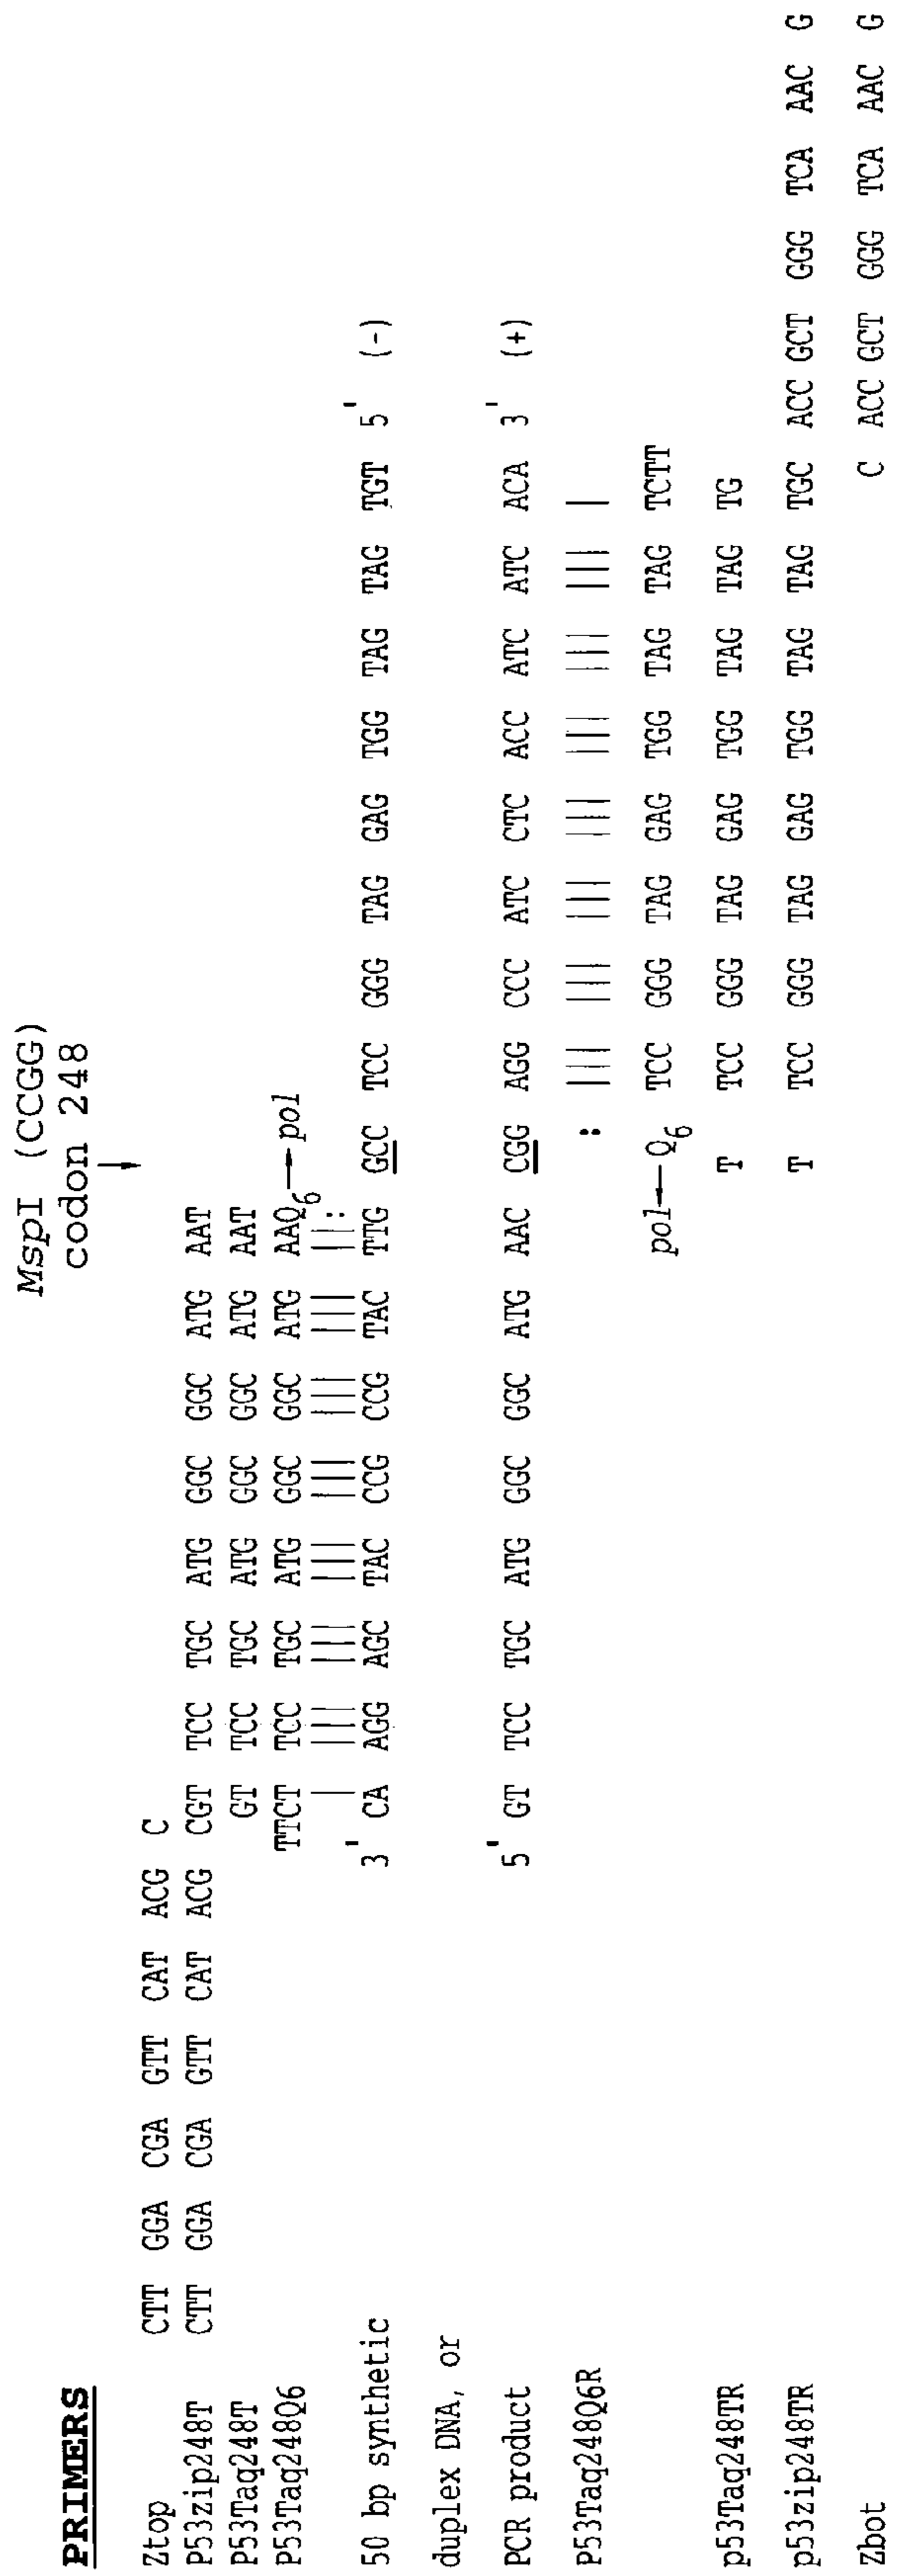 MspI (CCGG)
codon 248
PRIMERS
Ztop CTT GGA CGA GTT CAT ACG C
P53zip248T CTT GGA CGA GTT CAT ACG CGT TCC TGC ATG GGC GGC ATG AAT
P53Taq248T GT TCC TGC ATG GGC GGC ATG AAT
P53Taq248Q6 TTCT TCC TGC ATG GGC GGC ATG AAQ6 → pol
50 bp synthetic 3' CA AGG AGC TAC CCG CCG TAC TTG GCC TCC GGG TAG GAG TGG TAG TAG TGT 5' (-)
duplex DNA, or
PCR product 5' GT TCC TGC ATG GGC GGC ATG AAC CGG AGG CCC ATC CTC ACC ATC ATC ACA 3' (+)
P53Taq248Q6R
pol ← Q6 TCC GGG TAG GAG TGG TAG TAG TCTT
p53Taq248TR T TCC GGG TAG GAG TGG TAG TAG TG
p53zip248TR T TCC GGG TAG GAG TGG TAG TAG TGC ACC GCT GGG TCA AAC G
Zbot C ACC GCT GGG TCA AAC G